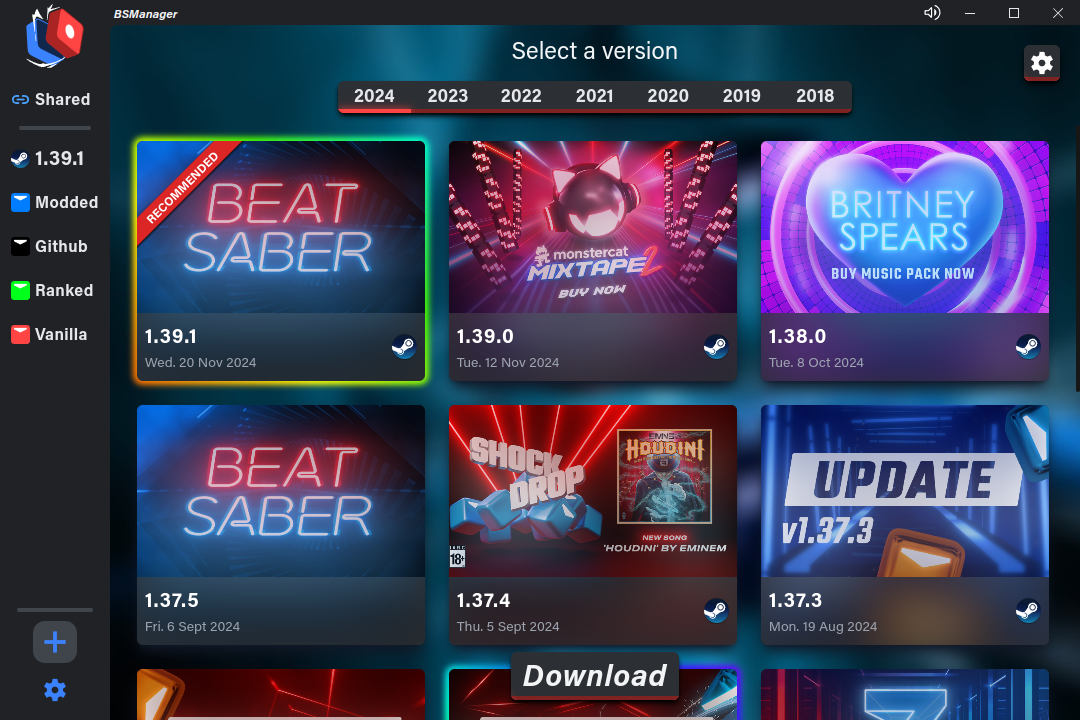 BSManager
Select a version
2024 2023 2022 2021 2020 2019 2018
Shared
1.39.1
Modded
Github
Ranked
Vanilla
RECOMMENDED
BEAT
SABER
1.39.1
Wed. 20 Nov 2024
monstercat
MIXTAPE 2
BUY NOW
1.39.0
Tue. 12 Nov 2024
BRITNEY
SPEARS
BUY MUSIC PACK NOW
1.38.0
Tue. 8 Oct 2024
BEAT
SABER
1.37.5
Fri. 6 Sept 2024
SHOCK
DROP
HOUDINI
NEW SONG
'HOUDINI' BY EMINEM
18+
1.37.4
Thu. 5 Sept 2024
UPDATE
v1.37.3
1.37.3
Mon. 19 Aug 2024
Download